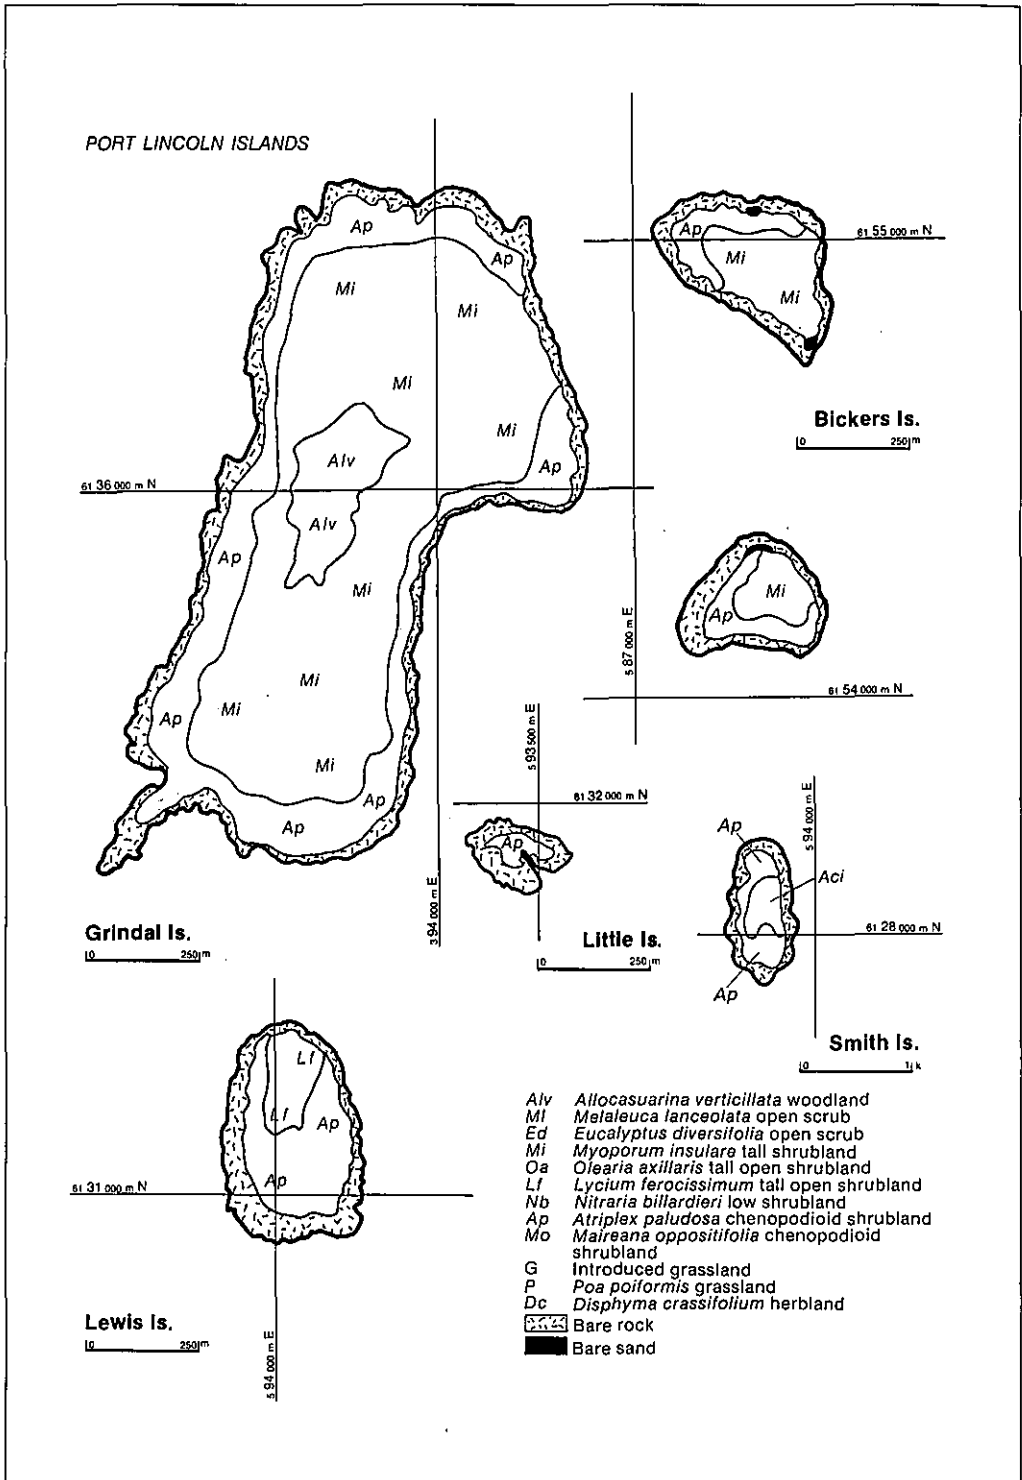 PORT LINCOLN ISLANDS
Ap
Ap
Mi
Mi
Mi
Mi
Alv
Ap
61 36 000 m N
Alv
Ap
Mi
Mi
Mi
Ap
Mi
Ap
Ap
3 94 000 m E
Grindal Is.
0 250 m
61 55 000 m N
Ap
Mi
Mi
Bickers Is.
0 250 m
Mi
Ap
5 87 000 m E
61 54 000 m N
5 93 500 m E
61 32 000 m N
Ap
Little Is.
0 250 m
5 94 000 m E
Ap
Aci
61 28 000 m N
Ap
Smith Is.
0 1 k
Lf
Lf
Ap
Ap
61 31 000 m N
Lewis Is.
0 250 m
5 94 000 m E
Alv Allocasuarina verticillata woodland
Ml Melaleuca lanceolata open scrub
Ed Eucalyptus diversifolia open scrub
Mi Myoporum insulare tall shrubland
Oa Olearia axillaris tall open shrubland
Lf Lycium ferocissimum tall open shrubland
Nb Nitraria billardieri low shrubland
Ap Atriplex paludosa chenopodioid shrubland
Mo Maireana oppositifolia chenopodioid
shrubland
G Introduced grassland
P Poa poiformis grassland
Dc Disphyma crassifolium herbland
Bare rock
Bare sand